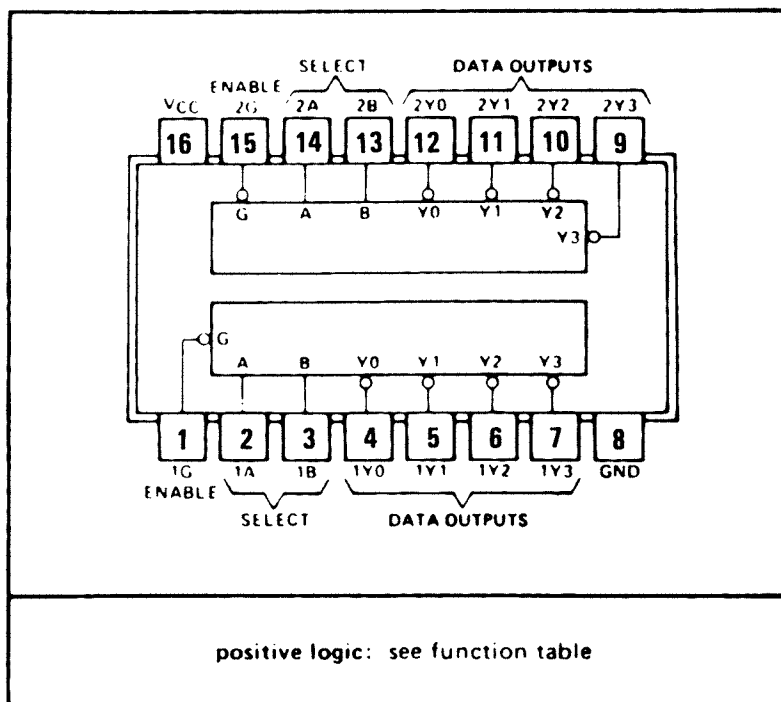 SELECT DATA OUTPUTS
ENABLE
VCC 2G 2A 2B 2Y0 2Y1 2Y2 2Y3
16 15 14 13 12 11 10 9
G A B Y0 Y1 Y2
Y3
G
A B Y0 Y1 Y2 Y3
1 2 3 4 5 6 7 8
1G 1A 1B 1Y0 1Y1 1Y2 1Y3 GND
ENABLE
SELECT DATA OUTPUTS
positive logic: see function table